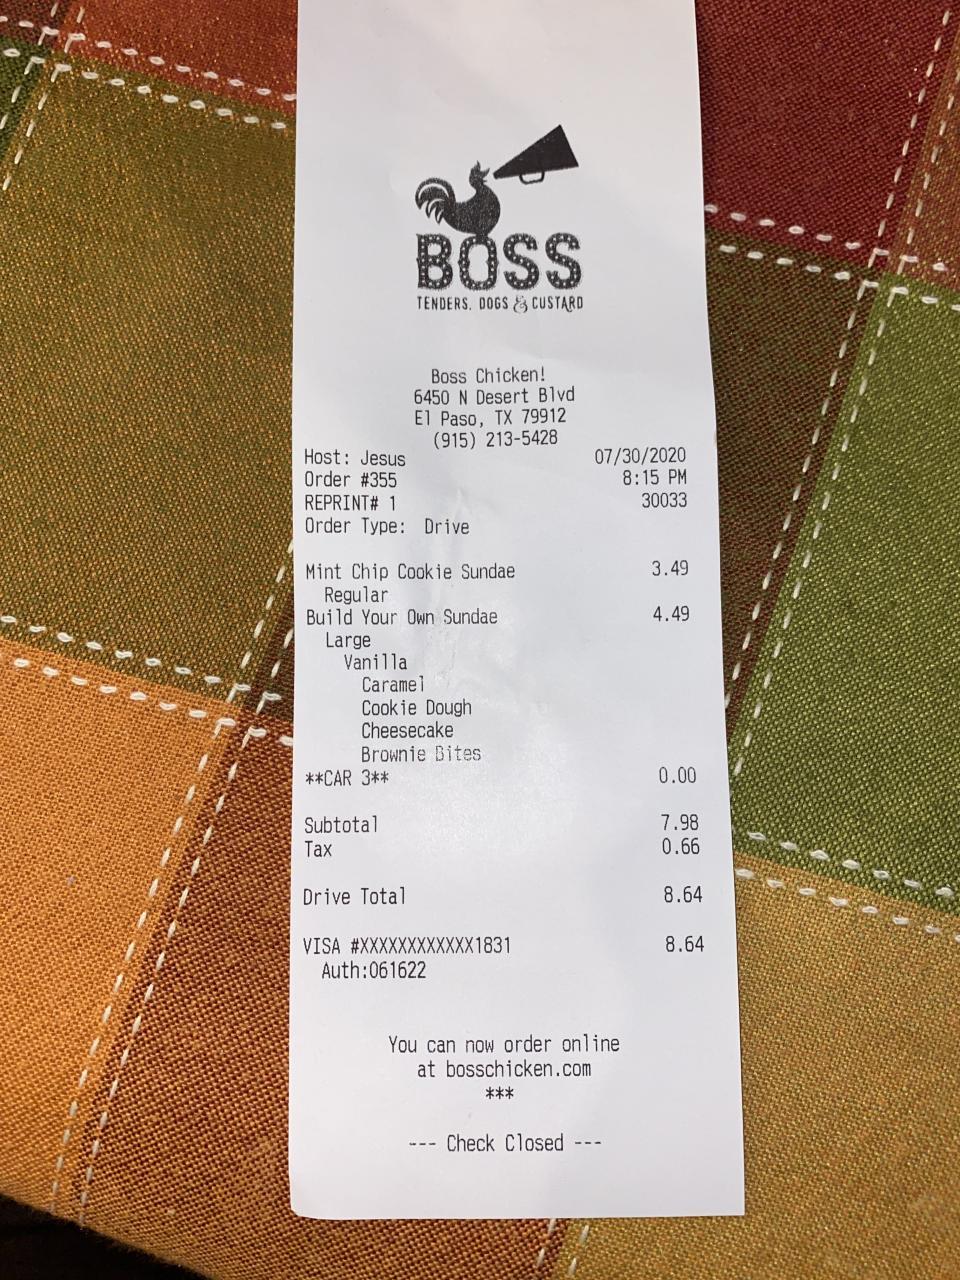 BOSS
TENDERS, DOGS & CUSTARD
Boss Chicken!
6450 N Desert Blvd
El Paso, TX 79912
(915) 213-5428
Host: Jesus 07/30/2020
Order #355 8:15 PM
REPRINT# 1 30033
Order Type: Drive
Mint Chip Cookie Sundae 3.49
Regular
Build Your Own Sundae 4.49
Large
Vanilla
Caramel
Cookie Dough
Cheesecake
Brownie Bites
**CAR 3** 0.00
Subtotal 7.98
Tax 0.66
Drive Total 8.64
VISA #XXXXXXXXXXXX1831 8.64
Auth:061622
You can now order online
at bosschicken.com
***
--- Check Closed ---